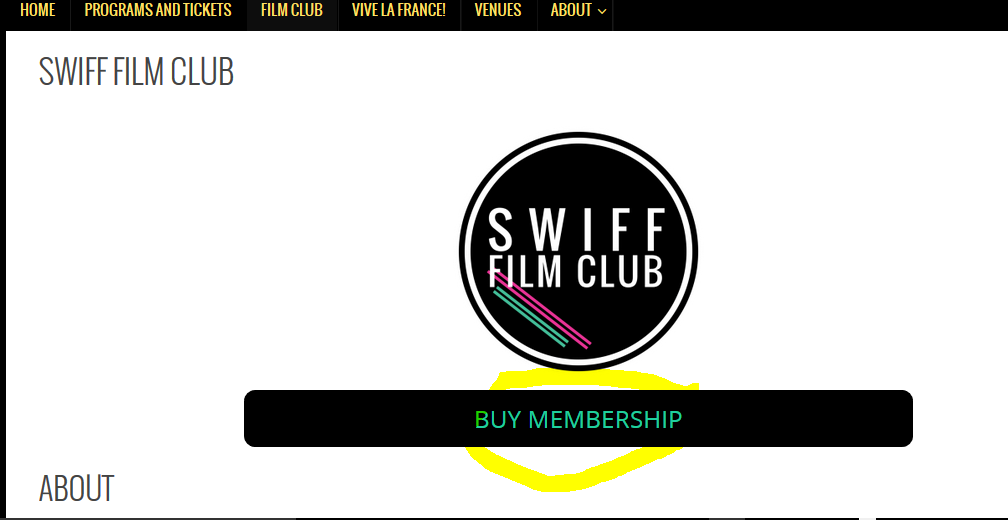 HOME PROGRAMS AND TICKETS FILM CLUB VIVE LA FRANCE! VENUES ABOUT
SWIFF FILM CLUB
SWIFF
FILM CLUB
BUY MEMBERSHIP
ABOUT